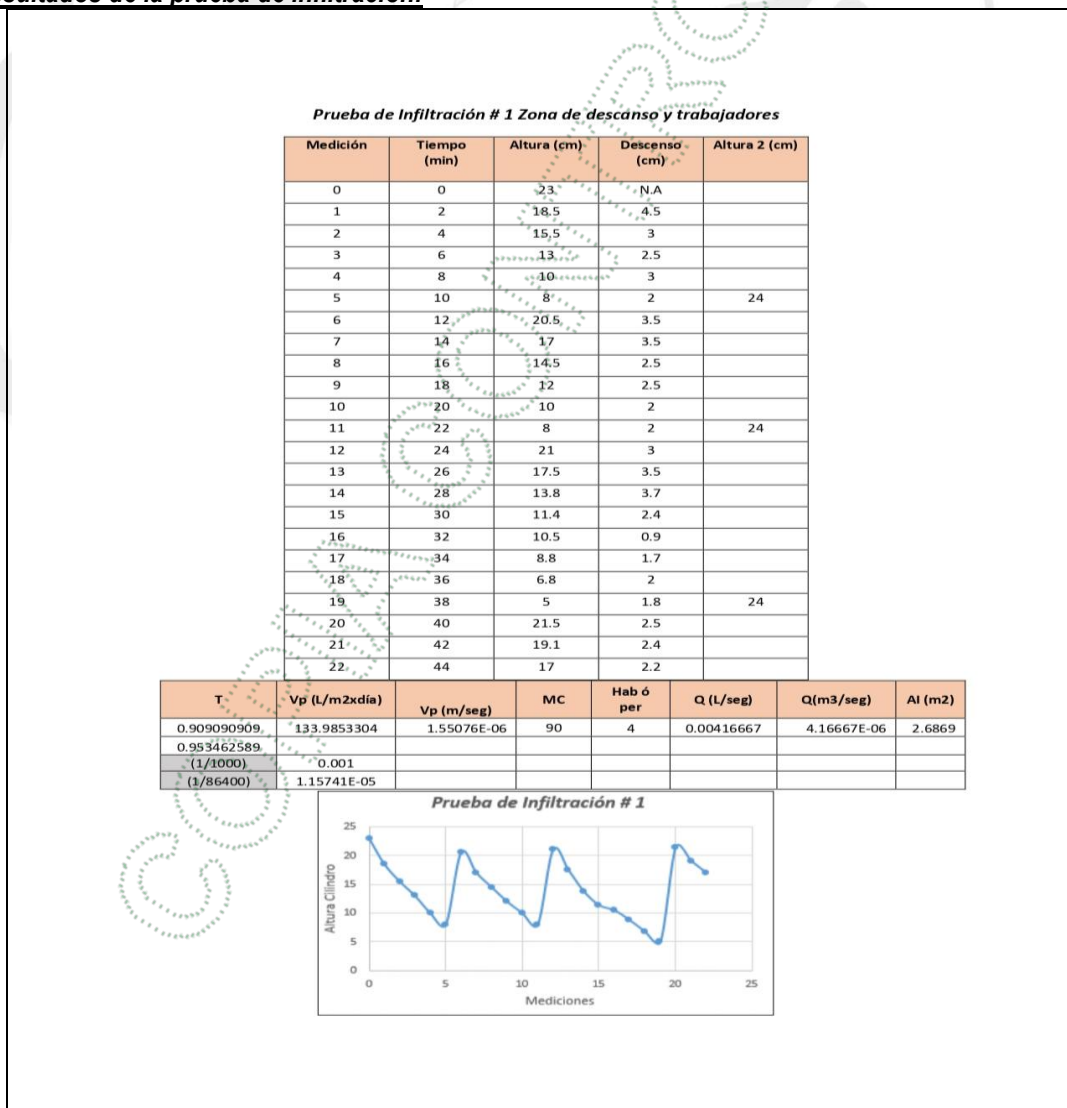 Prueba de Infiltración # 1 Zona de descanso y trabajadores
Medición Tiempo (min) Altura (cm) Descenso (cm) Altura 2 (cm)
0 0 23 N.A
1 2 18.5 4.5
2 4 15.5 3
3 6 13 2.5
4 8 10 3
5 10 8 2 24
6 12 20.5 3.5
7 14 17 3.5
8 16 14.5 2.5
9 18 12 2.5
10 20 10 2
11 22 8 2 24
12 24 21 3
13 26 17.5 3.5
14 28 13.8 3.7
15 30 11.4 2.4
16 32 10.5 0.9
17 34 8.8 1.7
18 36 6.8 2
19 38 5 1.8 24
20 40 21.5 2.5
21 42 19.1 2.4
22 44 17 2.2
T Vp (L/m2xdía) Vp (m/seg) MC Hab ó per Q (L/seg) Q(m3/seg) AI (m2)
0.909090909 133.9853304 1.55076E-06 90 4 0.00416667 4.16667E-06 2.6869
0.953462589
(1/1000) 0.001
(1/86400) 1.15741E-05
Prueba de Infiltración # 1
Altura Cilindro
25
20
15
10
5
0
0 5 10 15 20 25
Mediciones